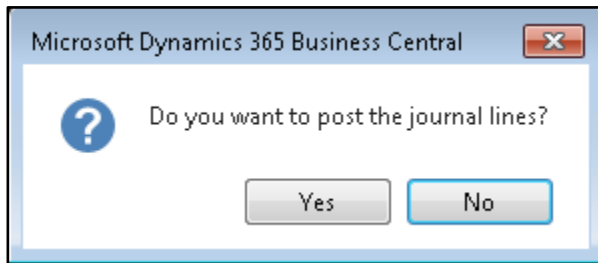 Microsoft Dynamics 365 Business Central
Do you want to post the journal lines?
Yes
No